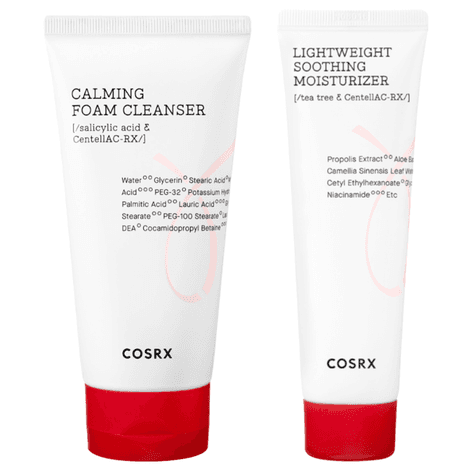 CALMING
FOAM CLEANSER
[/salicylic acid &
CentellAC-RX/]
Water Glycerin Stearic Acid
Acid PEG-32 Potassium
Palmitic Acid Lauric Acid
Stearate PEG-100 Stearate
DEA Cocamidopropyl Betaine
COSRX
LIGHTWEIGHT
SOOTHING
MOISTURIZER
[/tea tree & CentellAC-RX/]
Propolis Extract Aloe
Camellia Sinensis Leaf
Cetyl Ethylhexanoate
Niacinamide Etc
COSRX